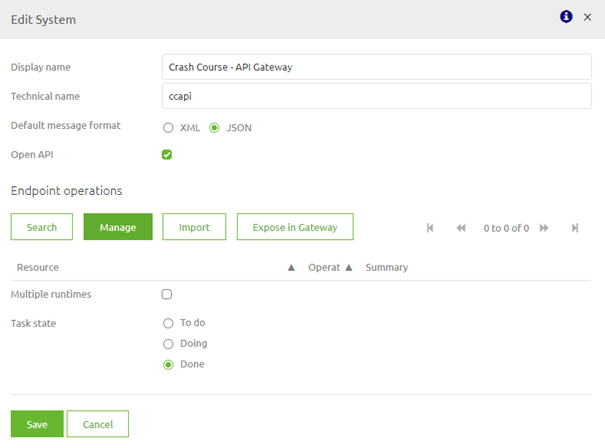 Edit System
Display name Crash Course - API Gateway
Technical name ccapi
Default message format XML JSON
Open API
Endpoint operations
Search Manage Import Expose in Gateway 0 to 0 of 0
Resource Operat Summary
Multiple runtimes
Task state To do
Doing
Done
Save Cancel